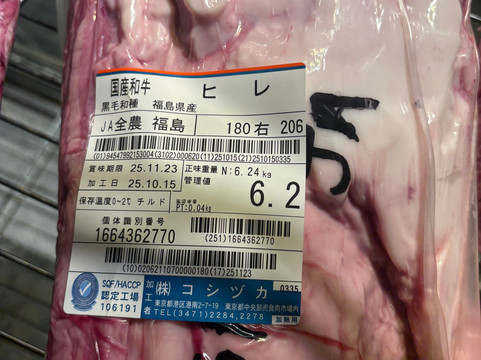 国産和牛 ヒレ
黒毛和種 福島県産
JA全農 福島 180右 206
(01)94547992153004(3102)000620(11)251015(21)2510150335
賞味期限 25.11.23 正味重量 N:6.24kg
加工日 25.10.15 管理値 6.2
保存温度0~2℃ チルド PT:0.04kg
個体識別番号
1664362770 (251)1664362770
(10)0206211070000180(17)251123
SQF/HACCP
認定工場
106191
加工者 (株) コシヅカ 0335
東京都港区港南2-7-19 東京都中央卸売食肉市場内
TEL(3471)2284,2278 加熱用